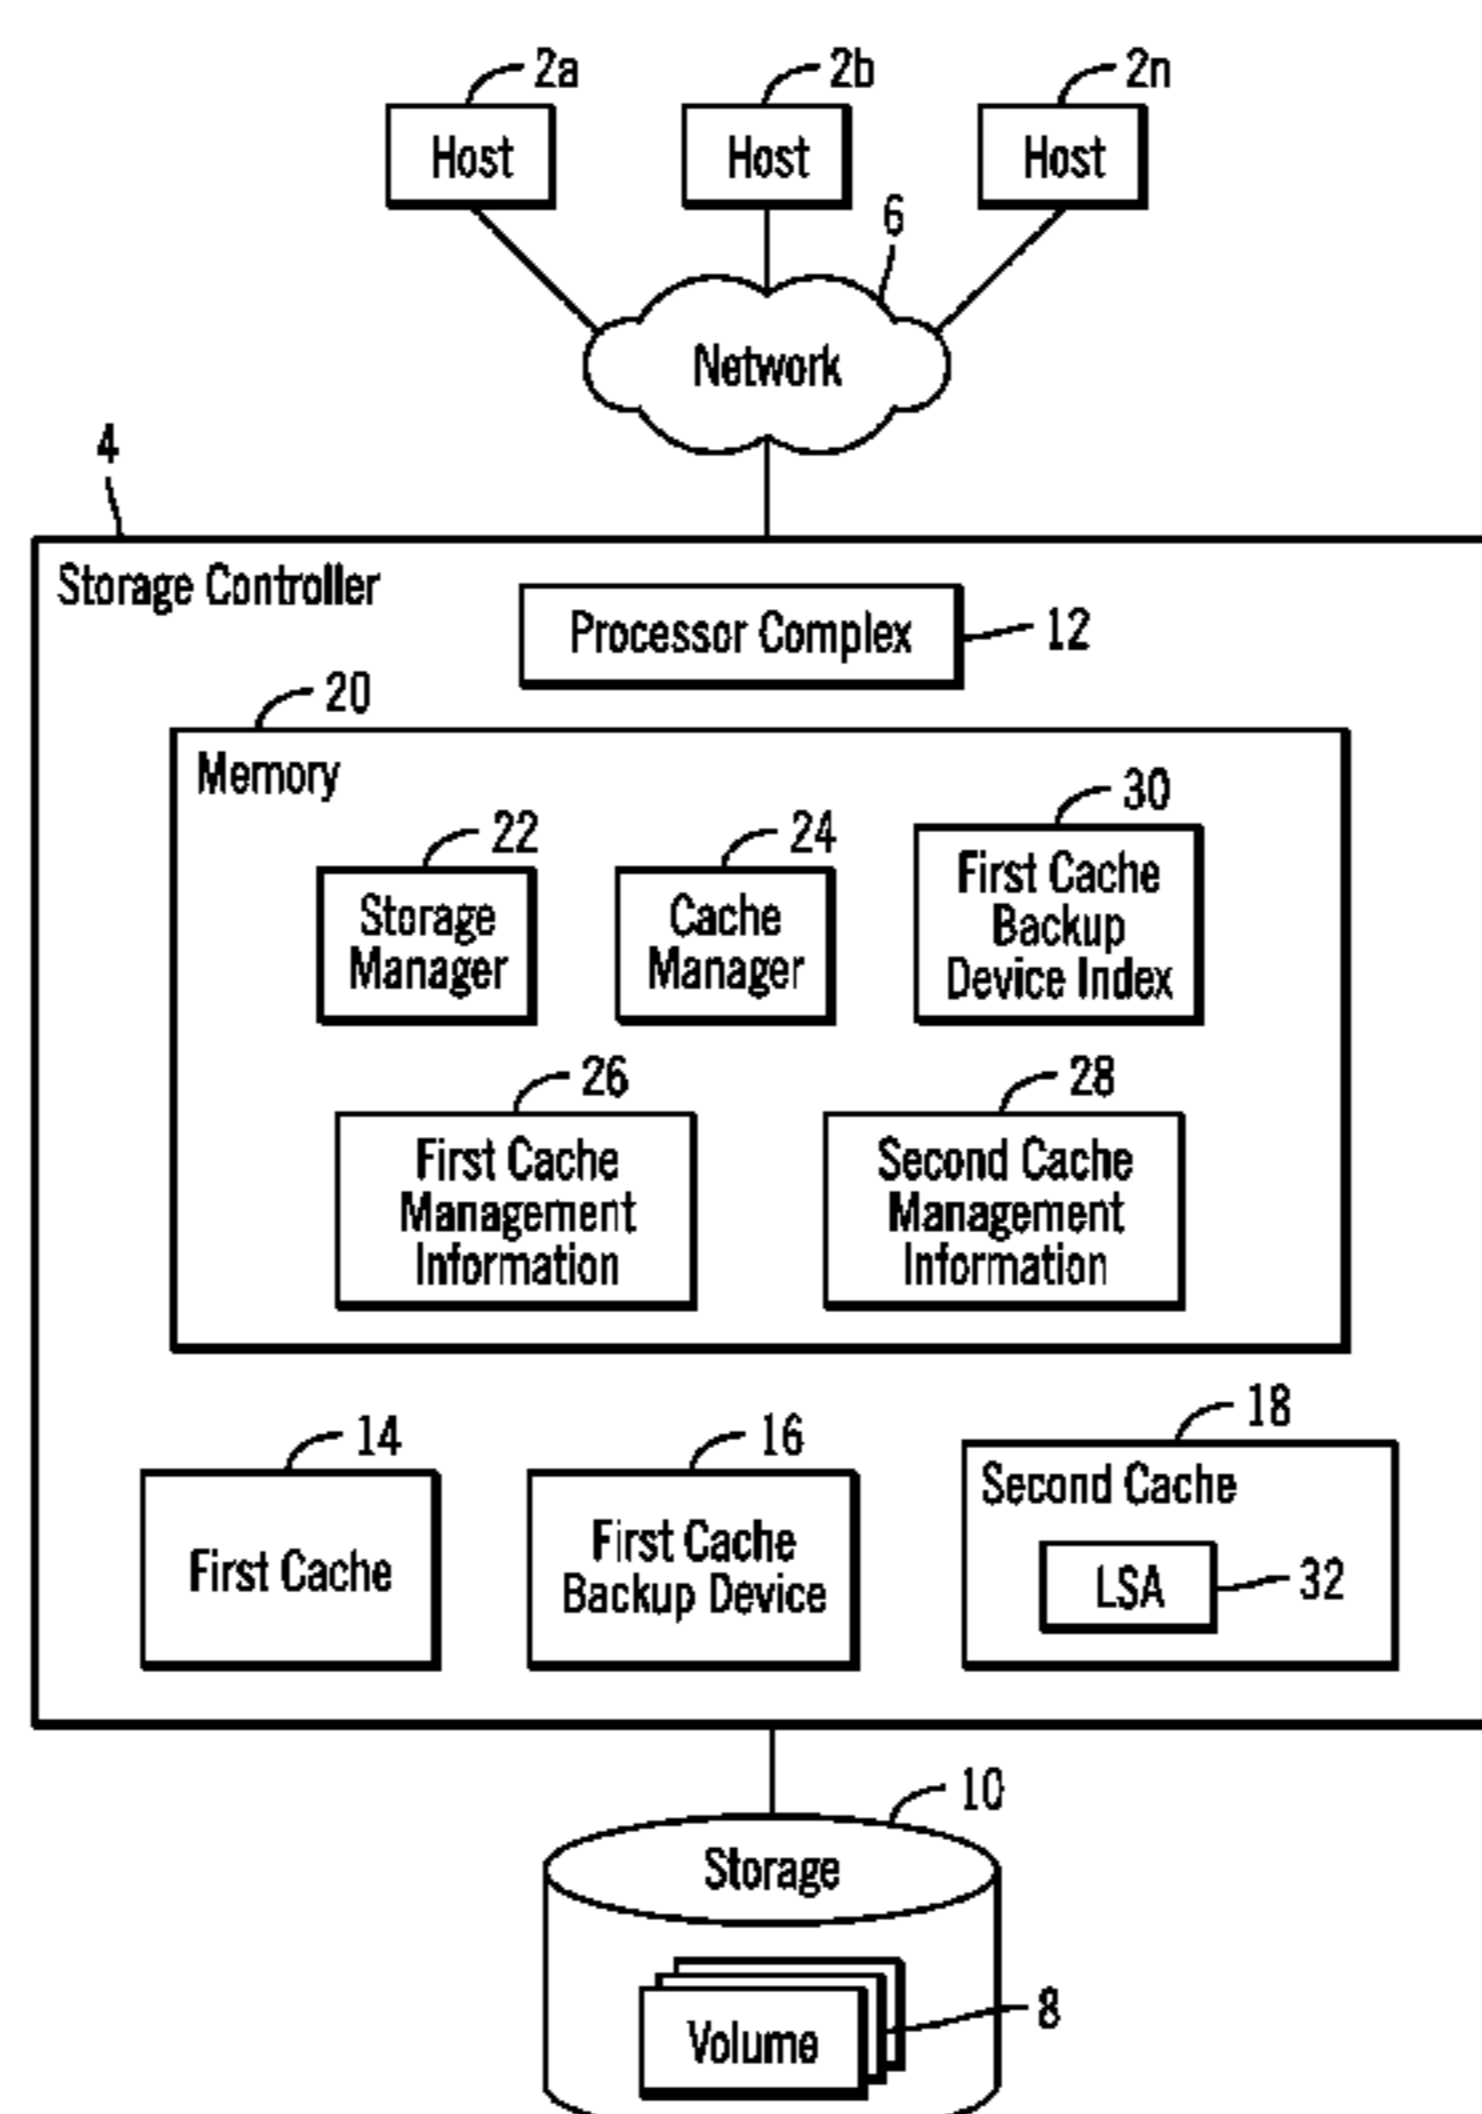 2a
2b
2n
Host
Host
Host
6
Network
4
Storage Controller
Processor Complex
12
20
Memory
22
24
30
Storage
Manager
Cache
Manager
First Cache
Backup
Device Index
26
28
First Cache
Management
Information
Second Cache
Management
Information
14
16
18
First Cache
First Cache
Backup Device
Second Cache
LSA
32
10
Storage
Volume
8